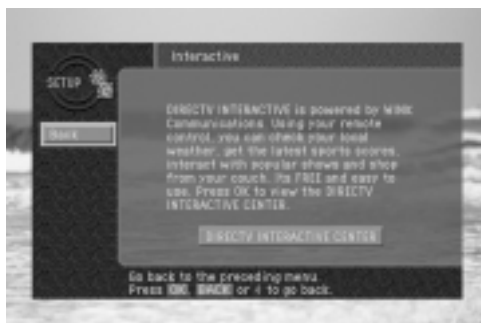 Interactive
SETUP
Back
DIRECTV INTERACTIVE is powered by WINK
Communications. Using your remote
control, you can check your local
weather, get the latest sports scores,
interact with popular shows and shop
from your couch. Its FREE and easy to
use. Press OK to view the DIRECTV
INTERACTIVE CENTER.
DIRECTV INTERACTIVE CENTER
Go back to the preceding menu.
Press OK, BACK or ◁ to go back.